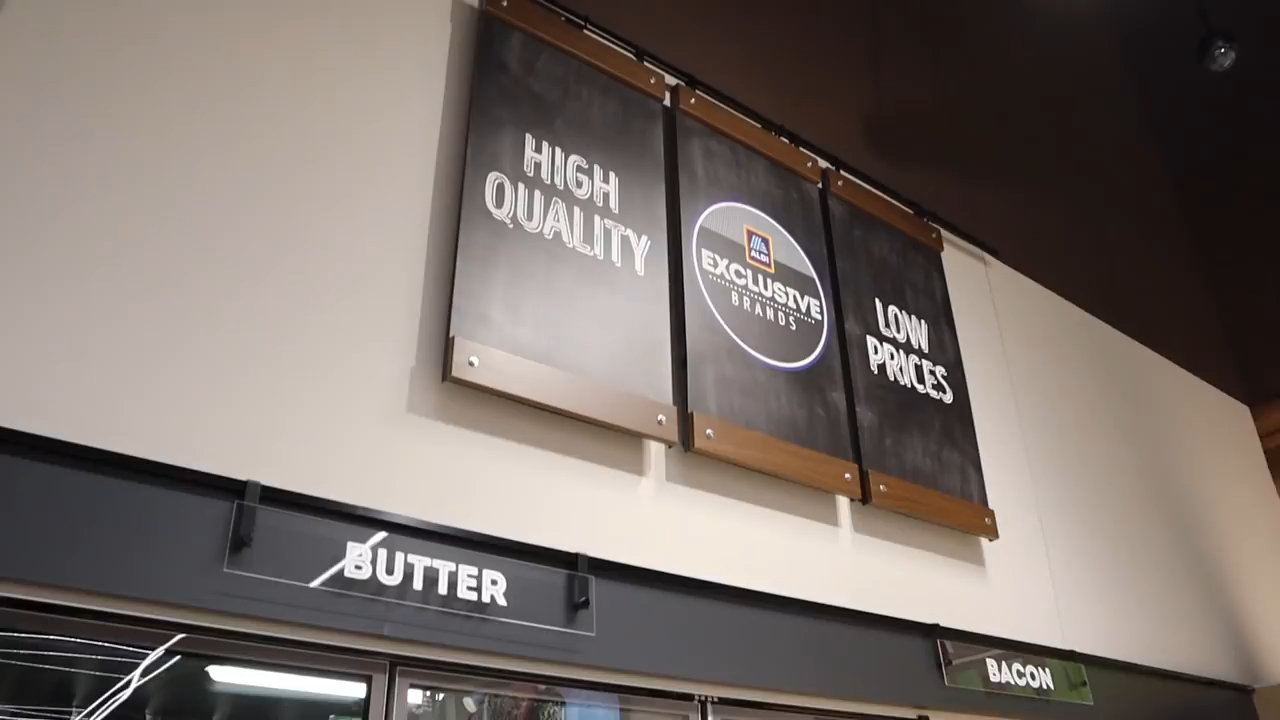 HIGH
QUALITY
ALDI
EXCLUSIVE
BRANDS
LOW
PRICES
BUTTER
BACON